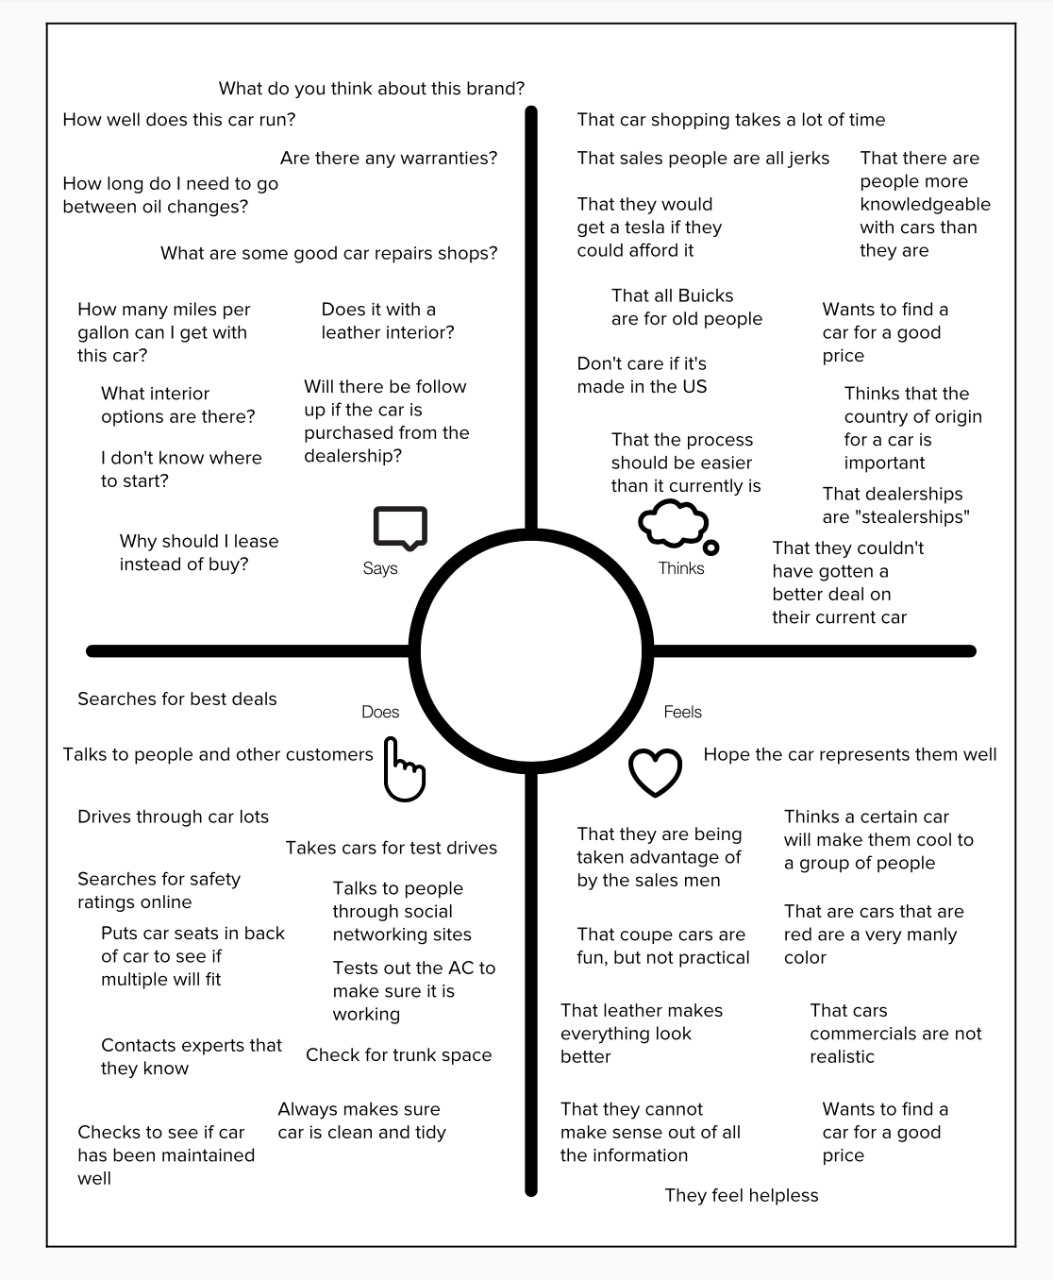 What do you think about this brand?
How well does this car run?
Are there any warranties?
How long do I need to go
between oil changes?
What are some good car repairs shops?
How many miles per
gallon can I get with
this car?
Does it with a
leather interior?
What interior
options are there?
Will there be follow
up if the car is
purchased from the
dealership?
I don't know where
to start?
Why should I lease
instead of buy?
Says
That car shopping takes a lot of time
That sales people are all jerks
That there are
people more
knowledgeable
with cars than
they are
That they would
get a tesla if they
could afford it
That all Buicks
are for old people
Wants to find a
car for a good
price
Don't care if it's
made in the US
Thinks that the
country of origin
for a car is
important
That the process
should be easier
than it currently is
That dealerships
are "stealerships"
That they couldn't
have gotten a
better deal on
their current car
Thinks
Searches for best deals
Does
Talks to people and other customers
Drives through car lots
Takes cars for test drives
Searches for safety
ratings online
Talks to people
through social
networking sites
Puts car seats in back
of car to see if
multiple will fit
Tests out the AC to
make sure it is
working
Contacts experts that
they know
Check for trunk space
Always makes sure
car is clean and tidy
Checks to see if car
has been maintained
well
Feels
Hope the car represents them well
That they are being
taken advantage of
by the sales men
Thinks a certain car
will make them cool to
a group of people
That coupe cars are
fun, but not practical
That are cars that are
red are a very manly
color
That leather makes
everything look
better
That cars
commercials are not
realistic
That they cannot
make sense out of all
the information
Wants to find a
car for a good
price
They feel helpless